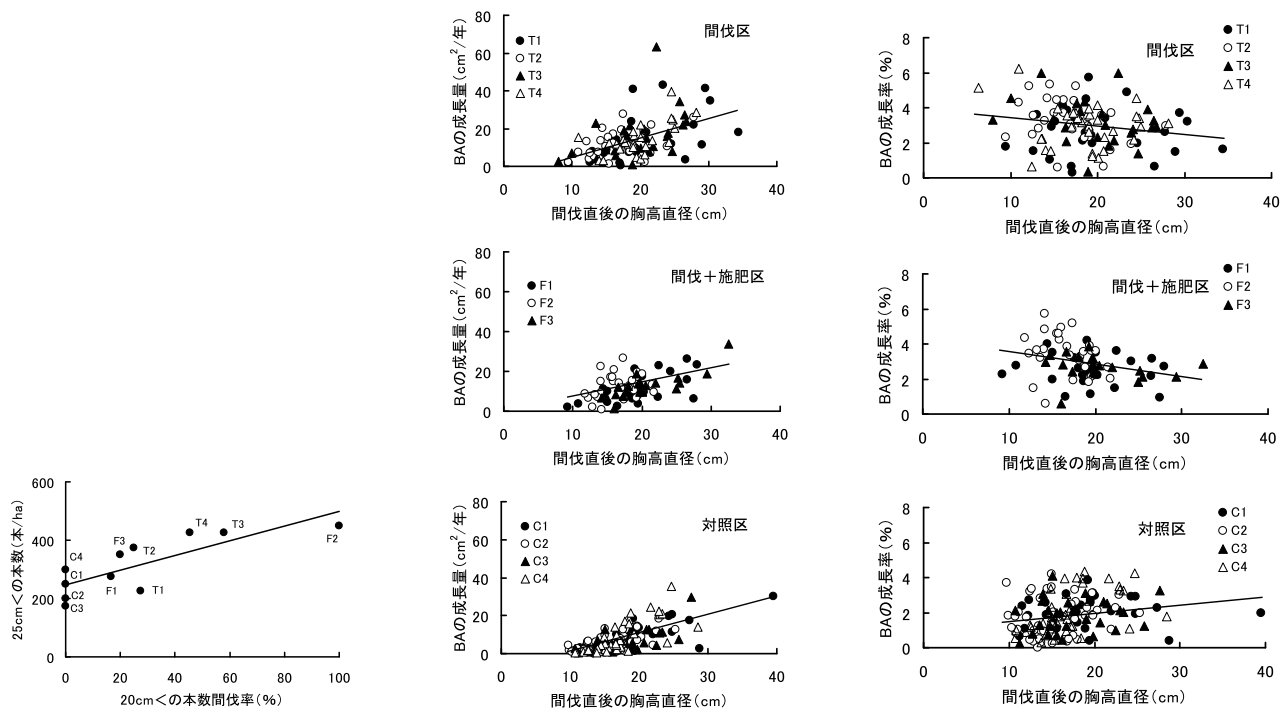 80
60
40
20
0
0 10 20 30 40
BAの成長量(cm²/年)
間伐直後の胸高直径(cm)
間伐区
T1
T2
T3
T4
8
6
4
2
0
0 10 20 30 40
BAの成長率(%)
間伐直後の胸高直径(cm)
間伐区
T1
T2
T3
T4
80
60
40
20
0
0 10 20 30 40
BAの成長量(cm²/年)
間伐直後の胸高直径(cm)
間伐+施肥区
F1
F2
F3
8
6
4
2
0
0 10 20 30 40
BAの成長率(%)
間伐直後の胸高直径(cm)
間伐+施肥区
F1
F2
F3
600
400
200
0
0 20 40 60 80 100
25cm<の本数(本/ha)
20cm<の本数間伐率(%)
C4
C1
C2
C3
F1
F3
T2
T1
T4
T3
F2
80
60
40
20
0
0 10 20 30 40
BAの成長量(cm²/年)
間伐直後の胸高直径(cm)
対照区
C1
C2
C3
C4
8
6
4
2
0
0 10 20 30 40
BAの成長率(%)
間伐直後の胸高直径(cm)
対照区
C1
C2
C3
C4